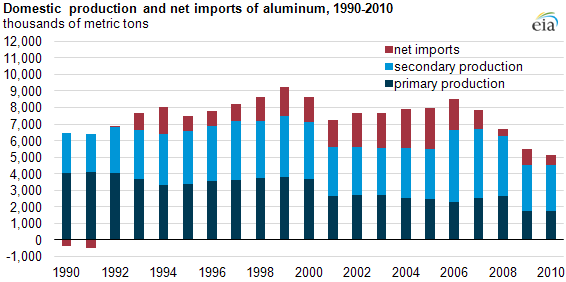 Domestic production and net imports of aluminum, 1990-2010
thousands of metric tons
eia
12,000
11,000
10,000
9,000
8,000
7,000
6,000
5,000
4,000
3,000
2,000
1,000
0
-1,000
net imports
secondary production
primary production
1990 1992 1994 1996 1998 2000 2002 2004 2006 2008 2010